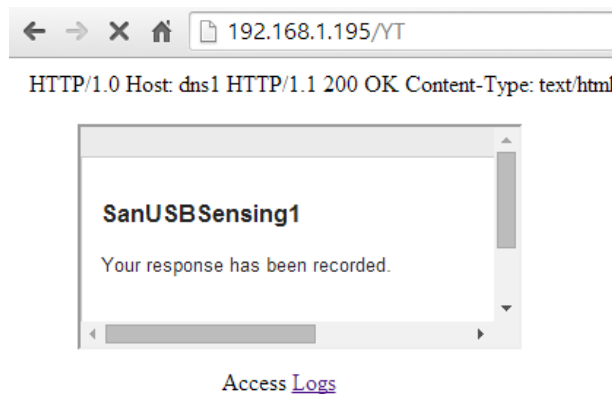 192.168.1.195/YT
HTTP/1.0 Host: dns1 HTTP/1.1 200 OK Content-Type: text/html
SanUSBSensing1
Your response has been recorded.
Access Logs